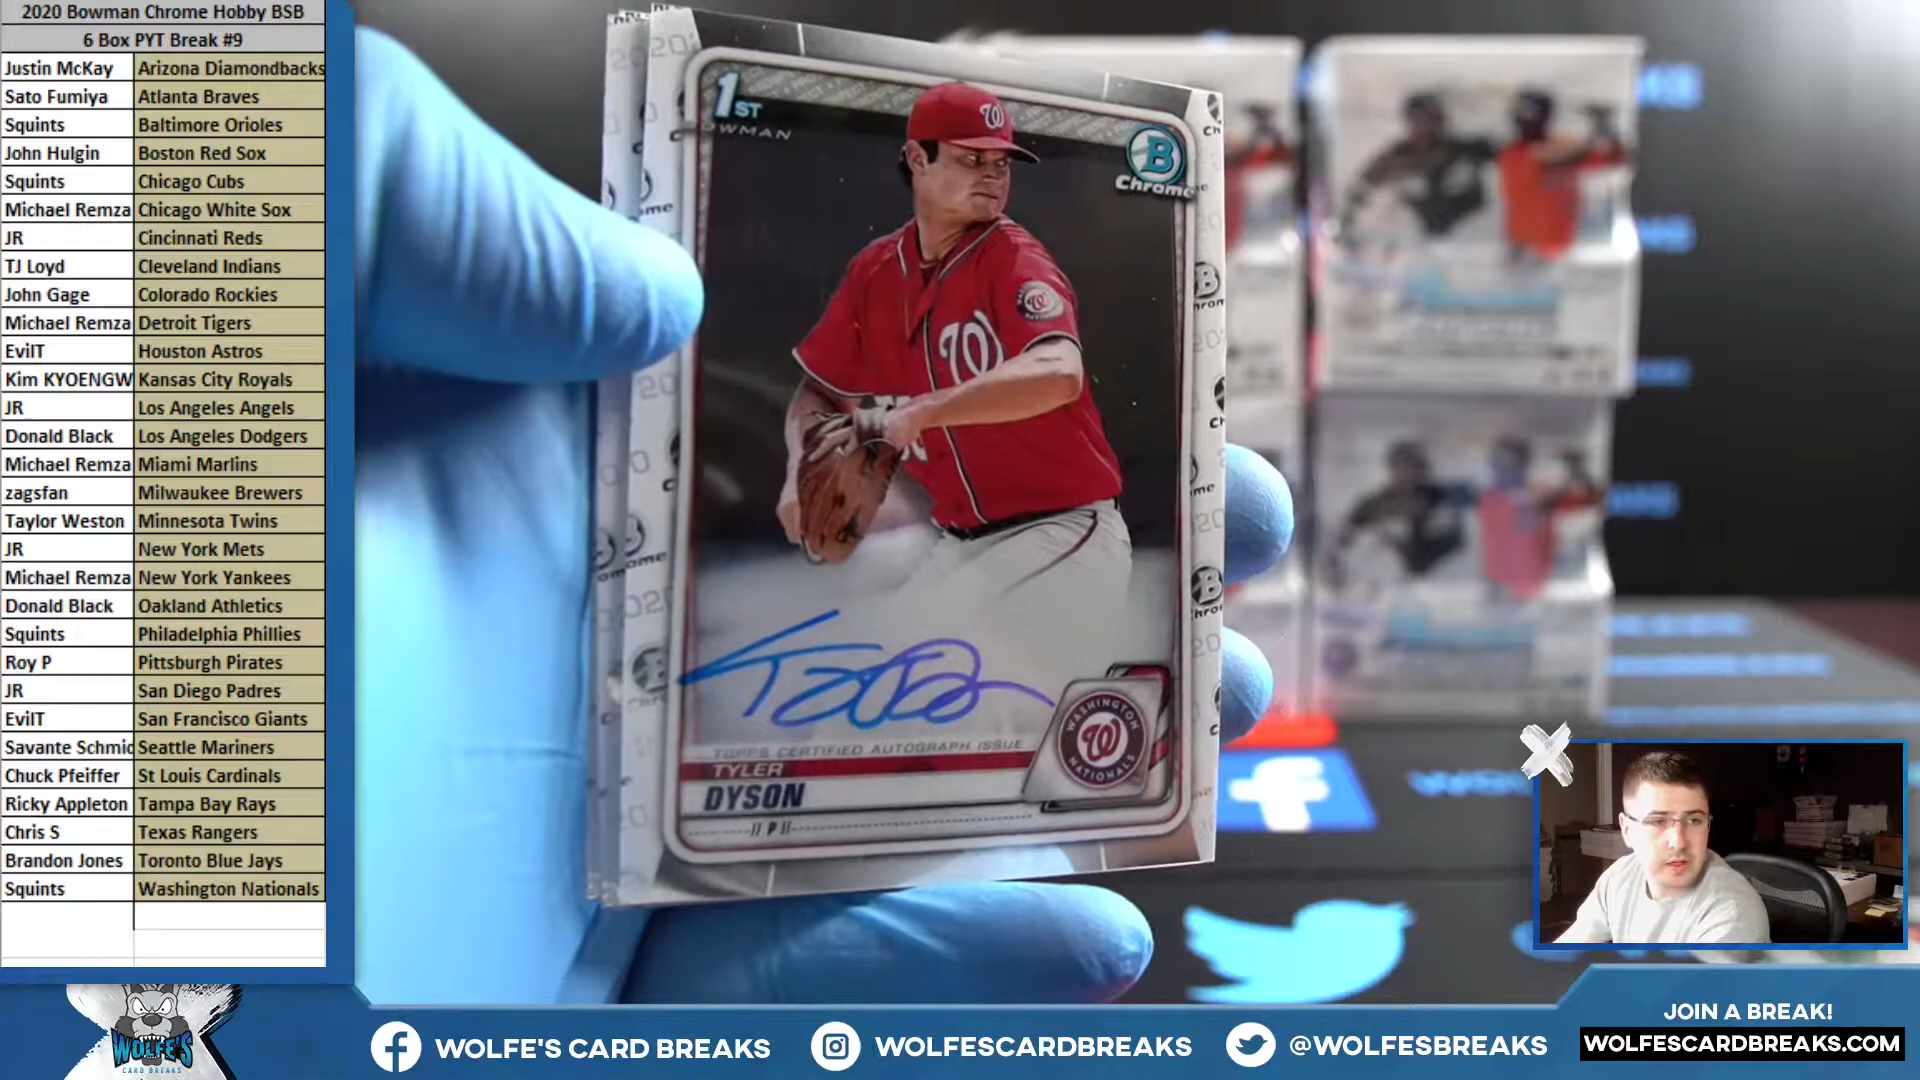 2020 Bowman Chrome Hobby BSB
6 Box PYT Break #9
Justin McKay Arizona Diamondbacks
Sato Fumiya Atlanta Braves
Squints Baltimore Orioles
John Hulgin Boston Red Sox
Squints Chicago Cubs
Michael Remza Chicago White Sox
JR Cincinnati Reds
TJ Loyd Cleveland Indians
John Gage Colorado Rockies
Michael Remza Detroit Tigers
EvilT Houston Astros
Kim KYOENGW Kansas City Royals
JR Los Angeles Angels
Donald Black Los Angeles Dodgers
Michael Remza Miami Marlins
zagsfan Milwaukee Brewers
Taylor Weston Minnesota Twins
JR New York Mets
Michael Remza New York Yankees
Donald Black Oakland Athletics
Squints Philadelphia Phillies
Roy P Pittsburgh Pirates
JR San Diego Padres
EvilT San Francisco Giants
Savante Schmid Seattle Mariners
Chuck Pfeiffer St Louis Cardinals
Ricky Appleton Tampa Bay Rays
Chris S Texas Rangers
Brandon Jones Toronto Blue Jays
Squints Washington Nationals
1ST
OWMAN
B
Chrome
W
TOPPS CERTIFIED AUTOGRAPH ISSUE
TYLER
DYSON
P
WASHINGTON
W
NATIONALS
WOLFE'S
CARD BREAKS
WOLFE'S CARD BREAKS
WOLFESCARDBREAKS
@WOLFESBREAKS
JOIN A BREAK!
WOLFESCARDBREAKS.COM